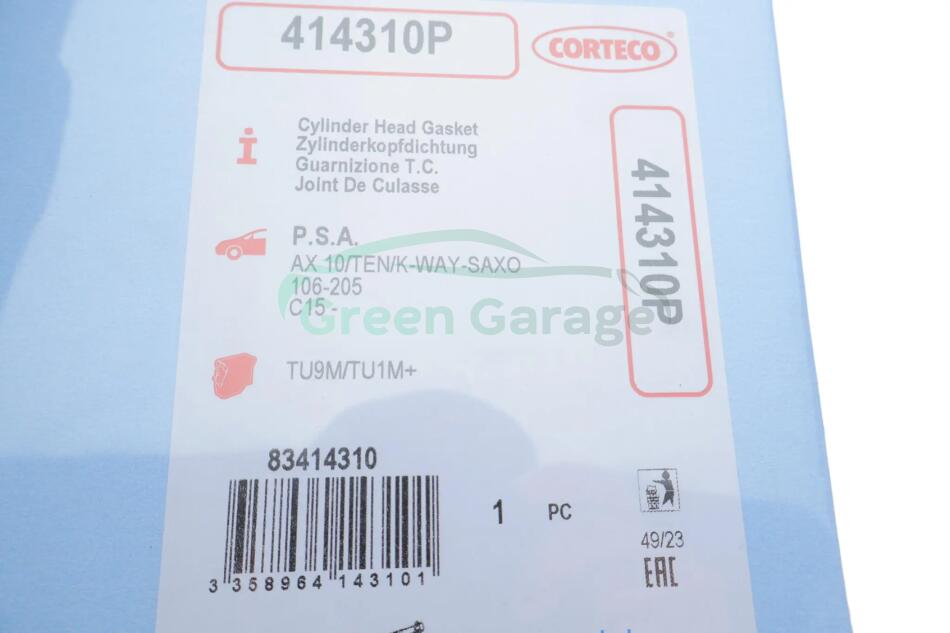 414310P
CORTECO®
Cylinder Head Gasket
Zylinderkopfdichtung
Guarnizione T.C.
Joint De Culasse
414310P
P.S.A.
AX 10/TEN/K-WAY-SAXO
106-205
C15 -
Green Garage
TU9M/TU1M+
83414310
3 358964 143101
1 PC
49/23
EAC